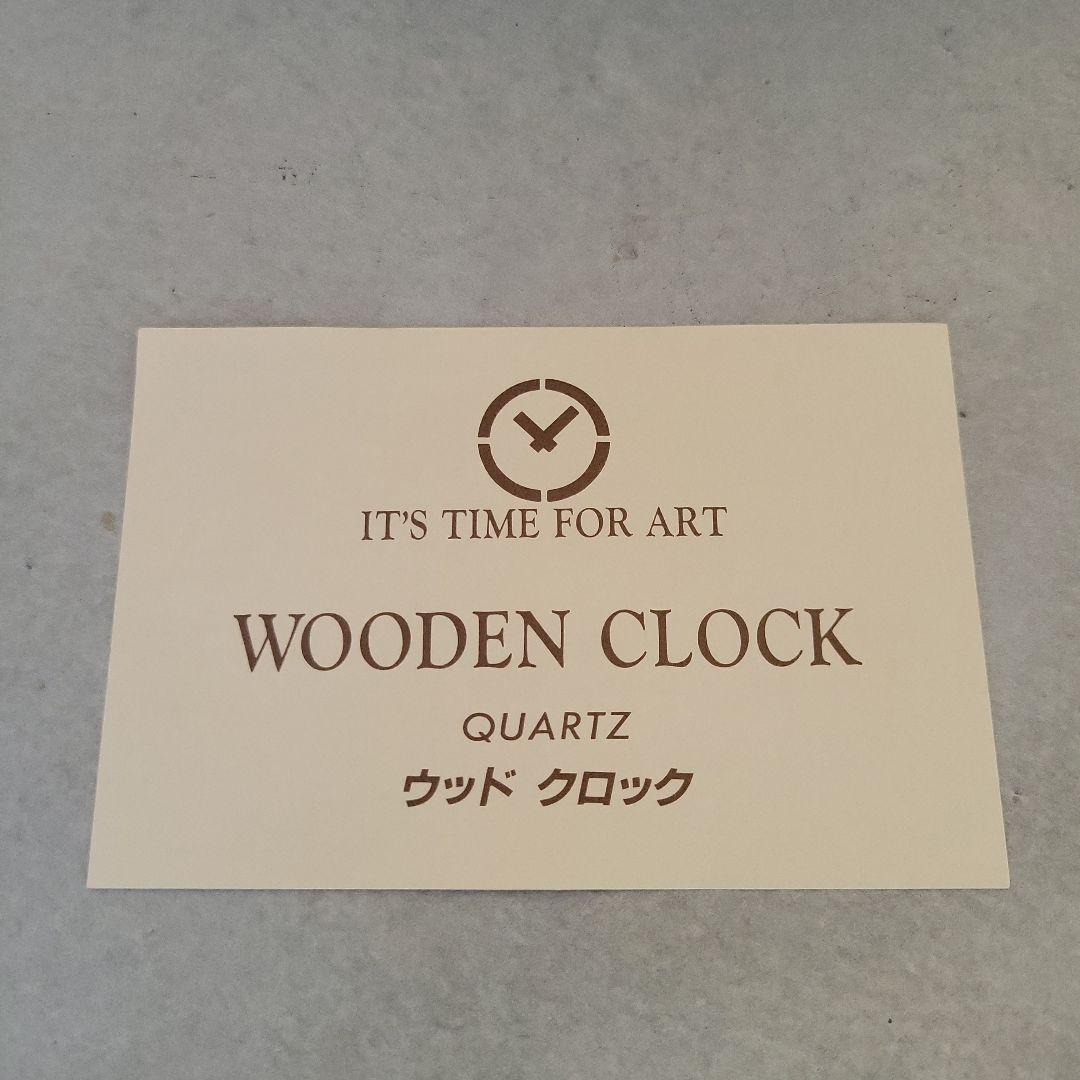 IT'S TIME FOR ART
WOODEN CLOCK
QUARTZ
ウッド クロック